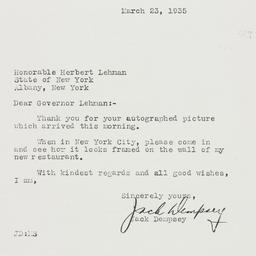 March 23, 1935
Honorable Herbert Lehman
State of New York
Albany, New York
Dear Governor Lehman:-
Thank you for your autographed picture
which arrived this morning.
When in New York City, please come in
and see how it looks framed on the wall of my
new restaurant.
With kindest regards and all good wishes,
I am,
Sincerely yours,
Jack Dempsey
Jack Dempsey
JD:MS